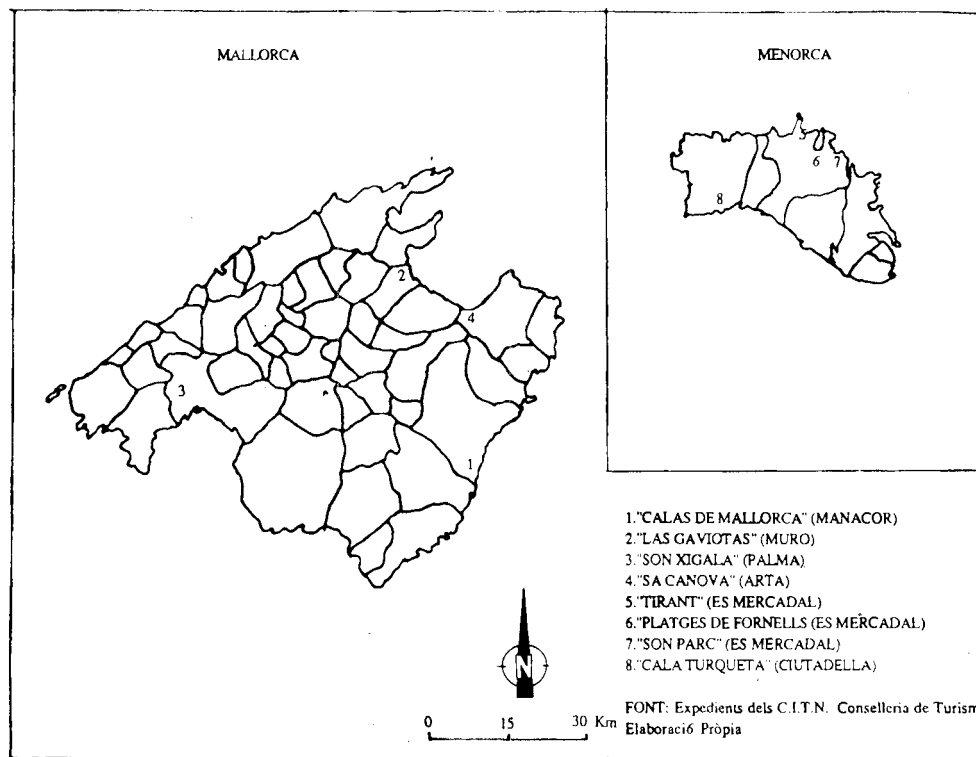 MALLORCA
MENORCA
5
6
7
8
2
4
3
1
1."CALAS DE MALLORCA" (MANACOR)
2."LAS GAVIOTAS" (MURO)
3."SON XIGALA" (PALMA)
4."SA CANOVA" (ARTA)
5."TIRANT" (ES MERCADAL)
6."PLATGES DE FORNELLS (ES MERCADAL)
7."SON PARC" (ES MERCADAL)
8."CALA TURQUETA" (CIUTADELLA)
N
0 15 30 Km
FONT: Expedients dels C.I.T.N. Conselleria de Turism
Elaboració Pròpia